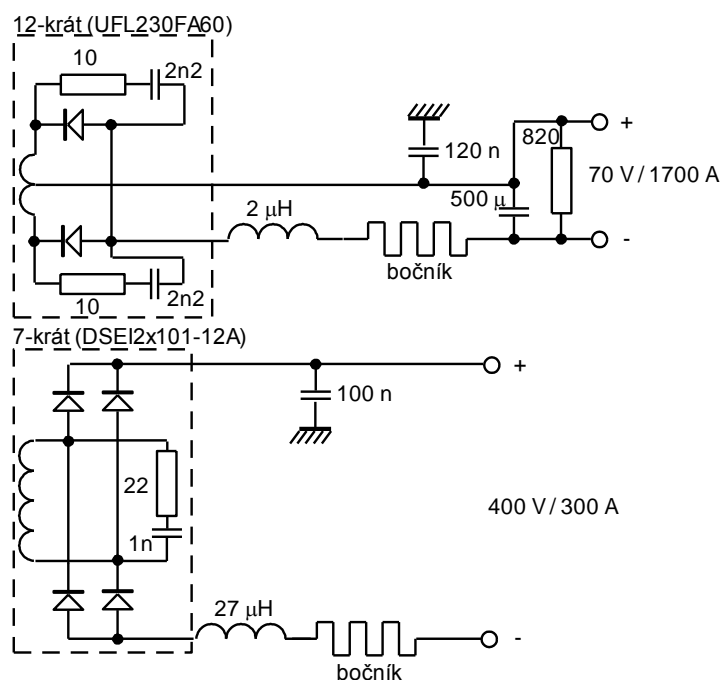 12-krát (UFL230FA60)
10
2n2
120 n
820
+
70 V / 1700 A
500 μ
2 μH
-
bočník
10
2n2
7-krát (DSEI2x101-12A)
+
100 n
22
1n
400 V / 300 A
27 μH
-
bočník